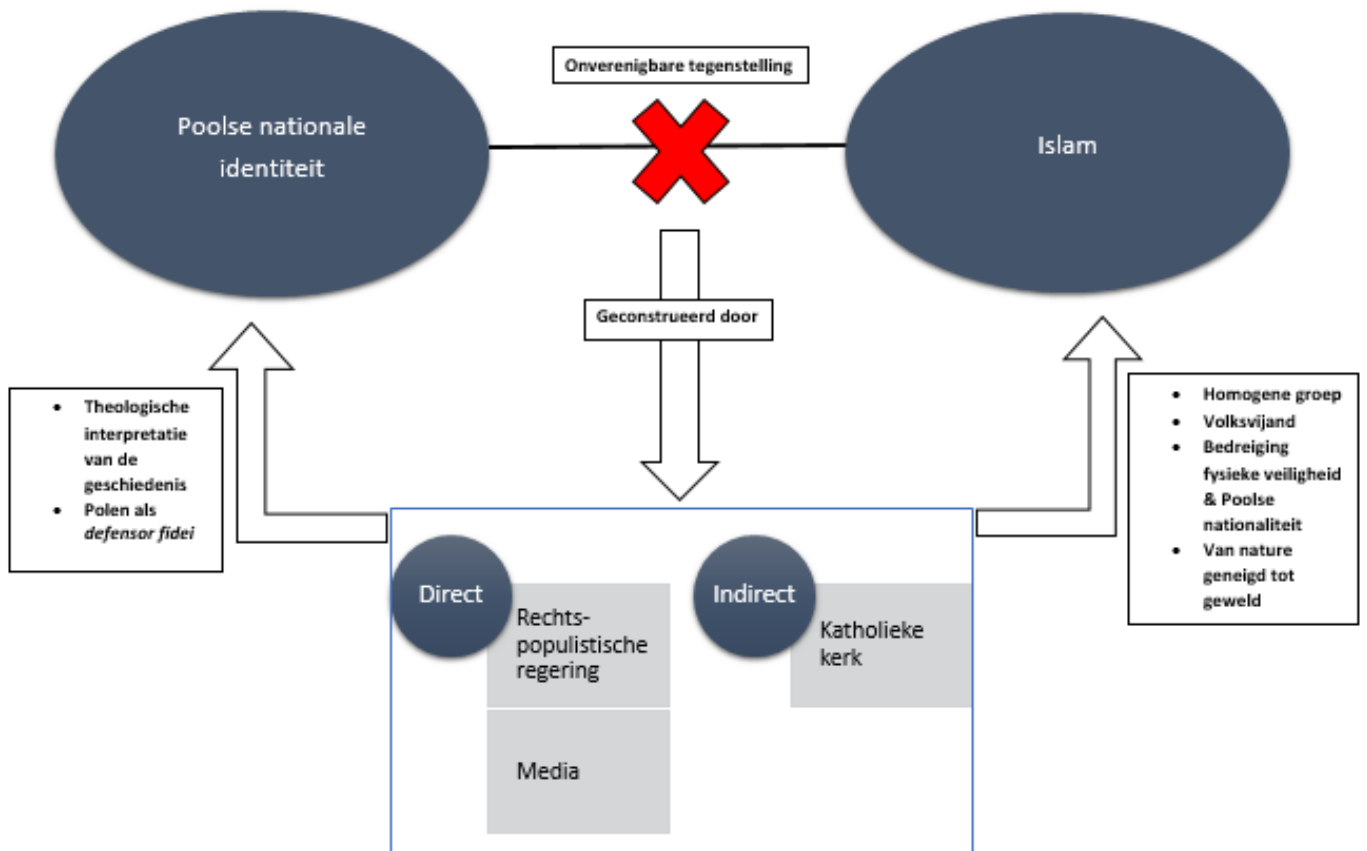 Onverenigbare tegenstelling
Poolse nationale
identiteit
Islam
Geconstrueerd door
• Theologische
interpretatie
van de
geschiedenis
• Polen als
defensor fidei
• Homogene groep
• Volksvijand
• Bedreiging
fysieke veiligheid
& Poolse
nationaliteit
• Van nature
geneigd tot
geweld
Direct
Rechts-
populistische
regering
Media
Indirect
Katholieke
kerk